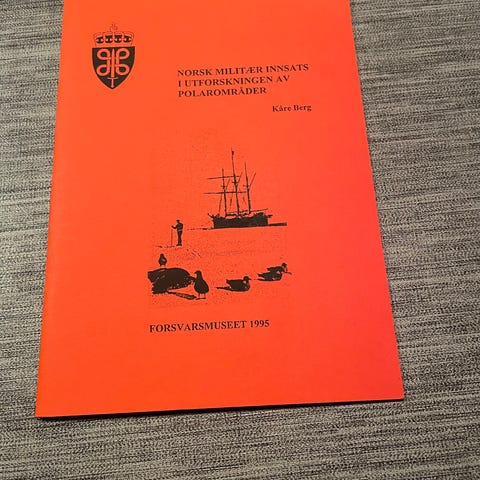 NORSK MILITÆR INNSATS
I UTFORSKNINGEN AV
POLAROMRÅDER
Kåre Berg
FORSVARSMUSEET 1995